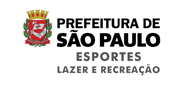 PREFEITURA DE
SÃO PAULO
ESPORTES
LAZER E RECREAÇÃO